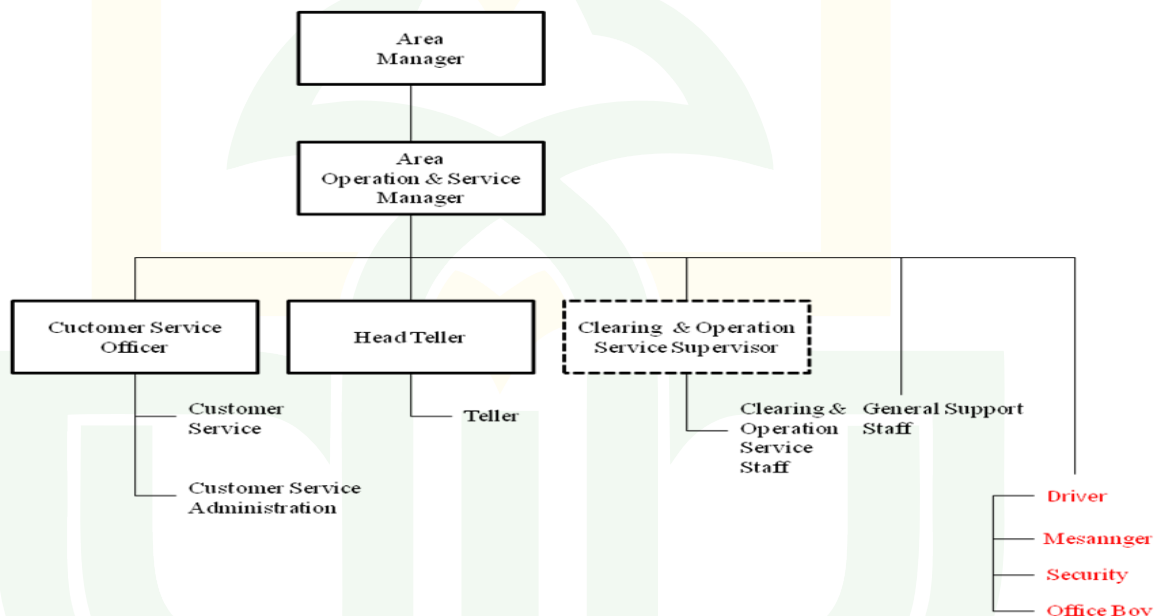 Area
Manager
Area
Operation & Service
Manager
Cuctomer Service
Officer
Head Teller
Clearing & Operation
Service Supervisor
Customer
Service
Teller
Clearing &
Operation
Service
Staff
General Support
Staff
Customer Service
Administration
Driver
Mesannger
Security
Office Boy